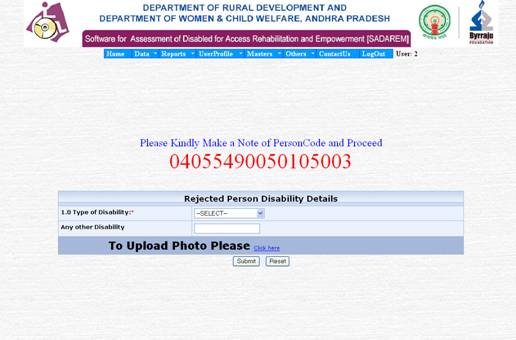 DEPARTMENT OF RURAL DEVELOPMENT AND
DEPARTMENT OF WOMEN & CHILD WELFARE, ANDHRA PRADESH
Software for Assessment of Disabled for Access Rehabilitation and Empowerment [SADAREM]
Byrraju
FOUNDATION
Home Data Reports UserProfile Masters Others ContactUs LogOut User: 2
Please Kindly Make a Note of PersonCode and Proceed
04055490050105003
Rejected Person Disability Details
1.0 Type of Disability:* --SELECT--
Any other Disability
To Upload Photo Please Click here
Submit Reset